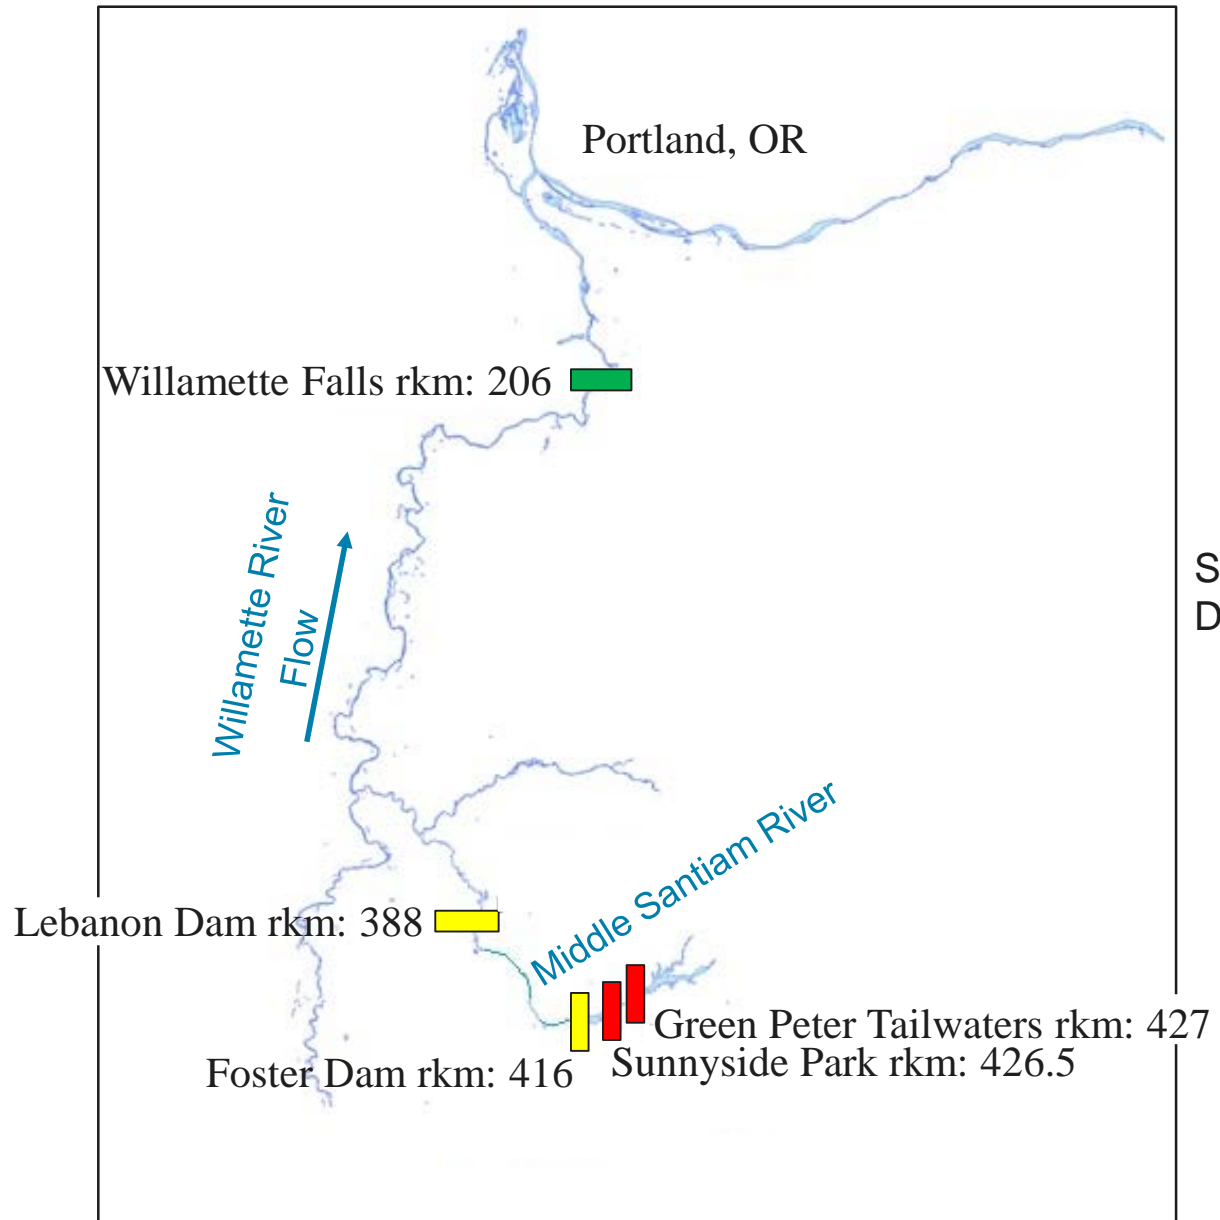 Portland, OR
Willamette Falls rkm: 206
Willamette River
Flow
S
D
Middle Santiam River
Lebanon Dam rkm: 388
Green Peter Tailwaters rkm: 427
Sunnyside Park rkm: 426.5
Foster Dam rkm: 416